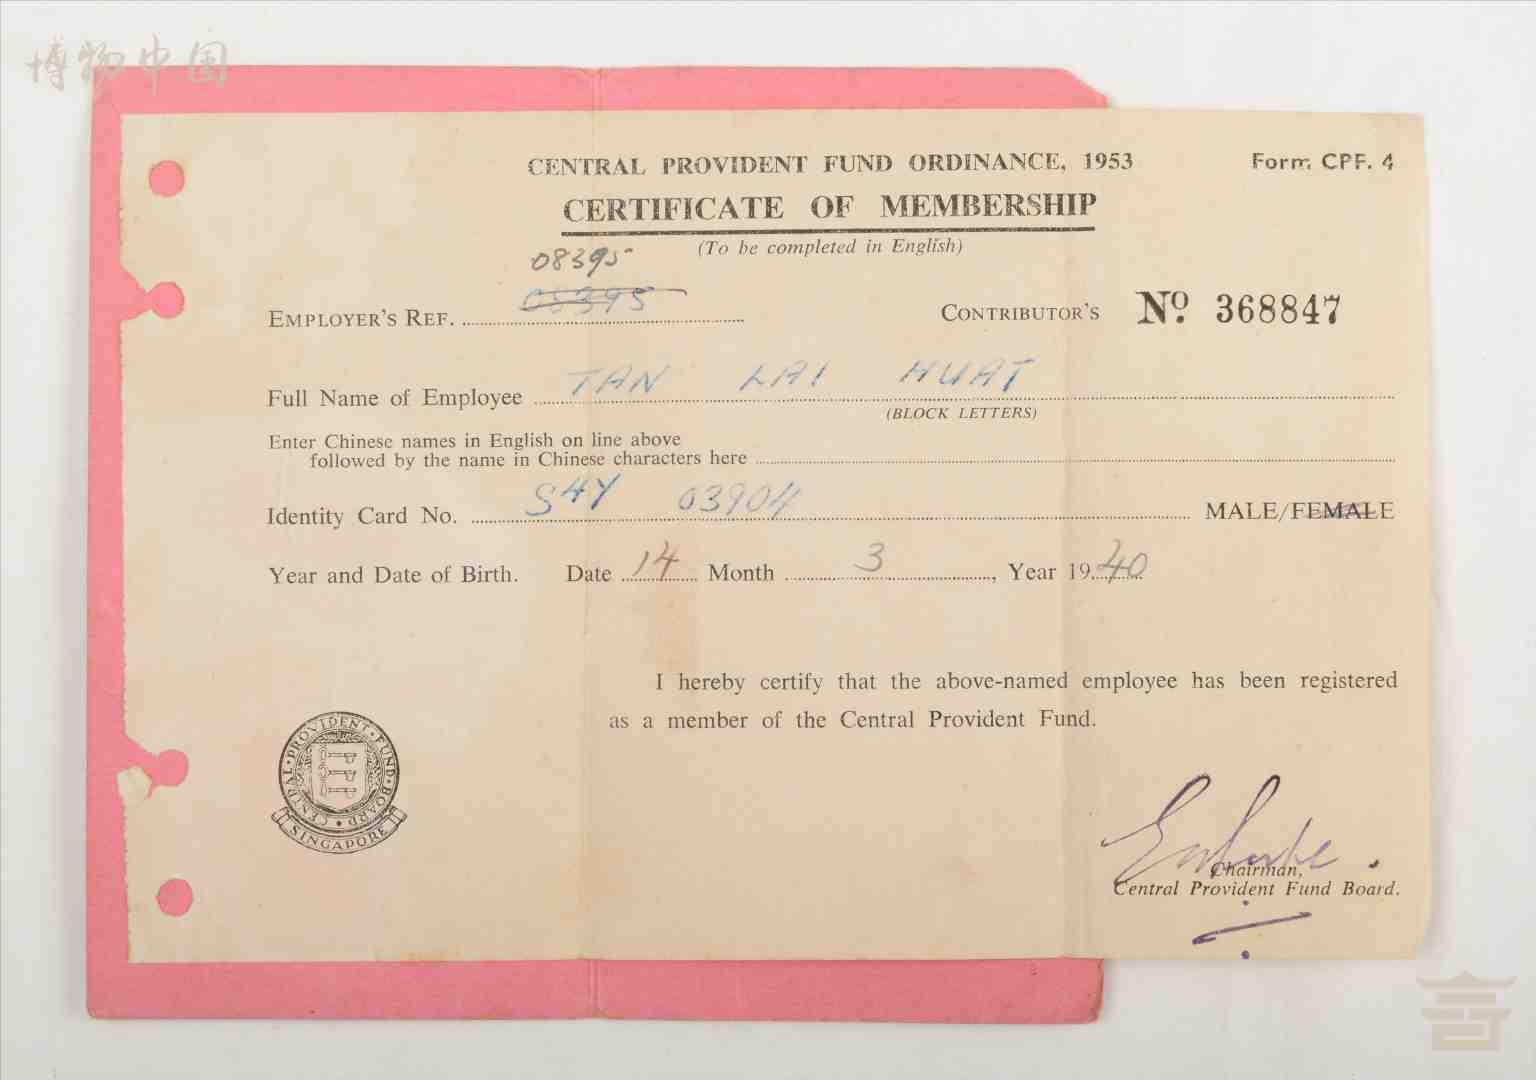 博物中国
CENTRAL PROVIDENT FUND ORDINANCE, 1953 Form CPF. 4
CERTIFICATE OF MEMBERSHIP
(To be completed in English)
08395
EMPLOYER'S REF. 08395 CONTRIBUTOR'S No. 368847
Full Name of Employee TAN LAI HUAT
(BLOCK LETTERS)
Enter Chinese names in English on line above
followed by the name in Chinese characters here
Identity Card No. S4Y 03904 MALE/FEMALE
Year and Date of Birth. Date 14 Month 3, Year 1940
I hereby certify that the above-named employee has been registered
as a member of the Central Provident Fund.
CENTRAL · PROVIDENT · FUND · BOARD ·
SINGAPORE
Chairman,
Central Provident Fund Board.